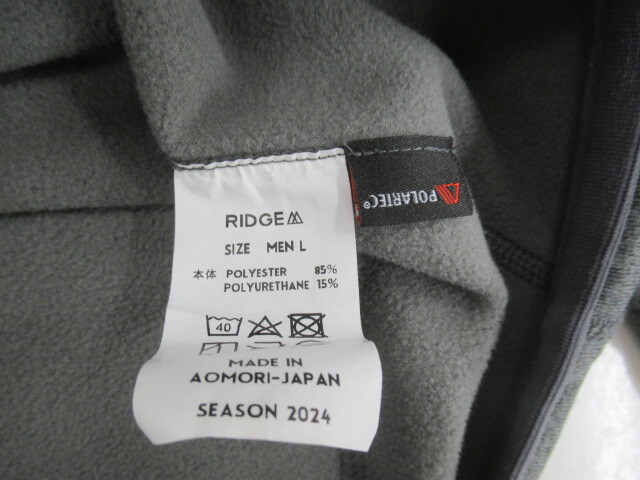 RIDGE
SIZE MEN L
本体 POLYESTER 85%
POLYURETHANE 15%
40
MADE IN
AOMORI-JAPAN
SEASON 2024
POLARTEC®